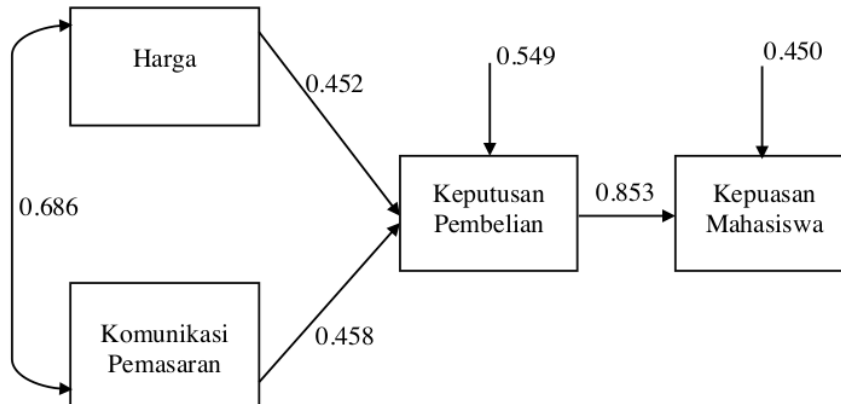 Harga
0.549
0.450
0.452
Keputusan
Pembelian
0.853
Kepuasan
Mahasiswa
0.686
Komunikasi
Pemasaran
0.458